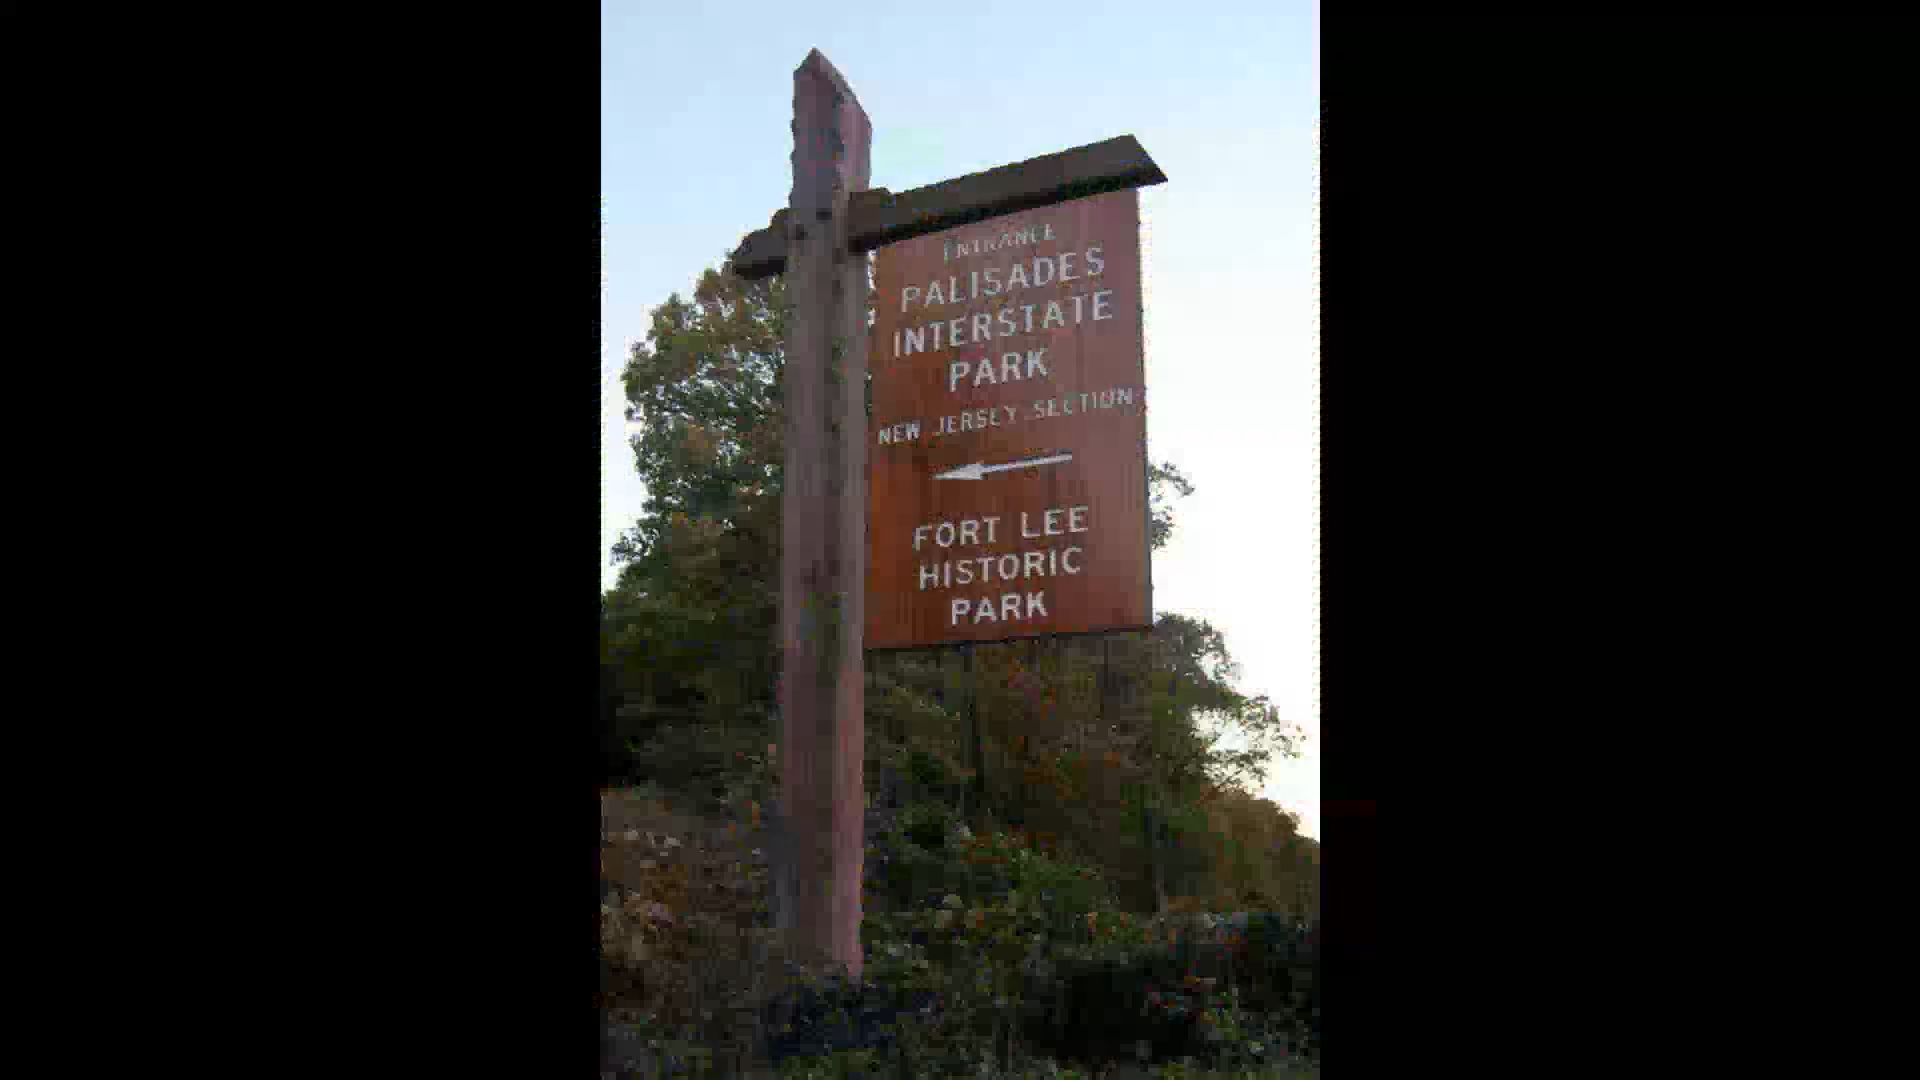 ENTRANCE
PALISADES
INTERSTATE
PARK
NEW JERSEY SECTION
FORT LEE
HISTORIC
PARK